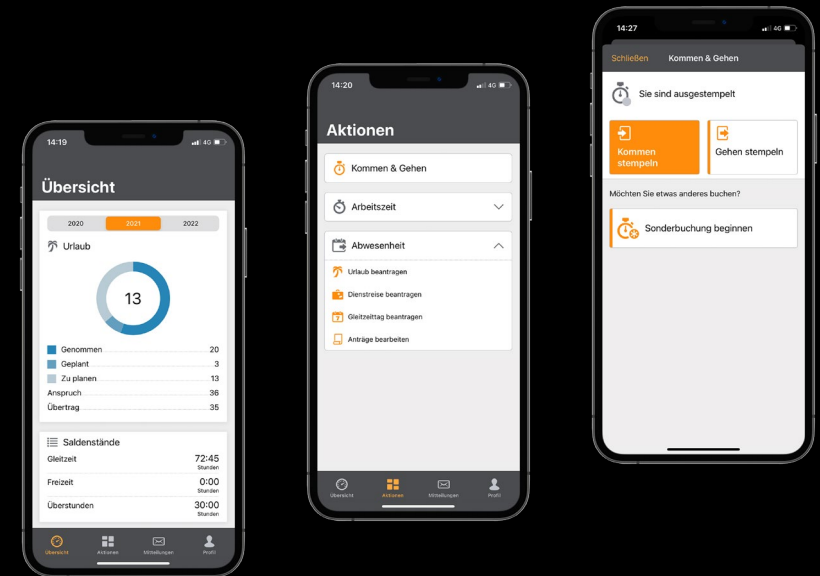 14:19
Übersicht
2020 2021 2022
Urlaub
13
Genommen 20
Geplant 3
Zu planen 13
Anspruch 36
Übertrag 35
Saldenstände
Gleitzeit 72:45
Stunden
Freizeit 0:00
Stunden
Überstunden 30:00
Stunden
Übersicht Aktionen Mitteilungen Profil
14:20 4G
Aktionen
Kommen & Gehen
Arbeitszeit
Abwesenheit
Urlaub beantragen
Dienstreise beantragen
Gleitzeittag beantragen
Anträge bearbeiten
Übersicht Aktionen Mitteilungen Profil
14:27 4G
Schließen Kommen & Gehen
Sie sind ausgestempelt
Kommen
stempeln
Gehen stempeln
Möchten Sie etwas anderes buchen?
Sonderbuchung beginnen